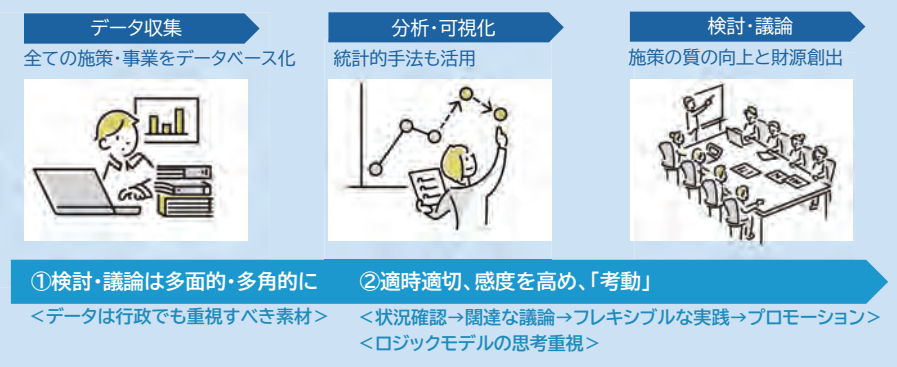 データ収集
全ての施策・事業をデータベース化
分析・可視化
統計的手法も活用
検討・議論
施策の質の向上と財源創出
①検討・議論は多面的・多角的に
＜データは行政でも重視すべき素材＞
②適時適切、感度を高め、「考動」
＜状況確認→闊達な議論→フレキシブルな実践→プロモーション＞
＜ロジックモデルの思考重視＞